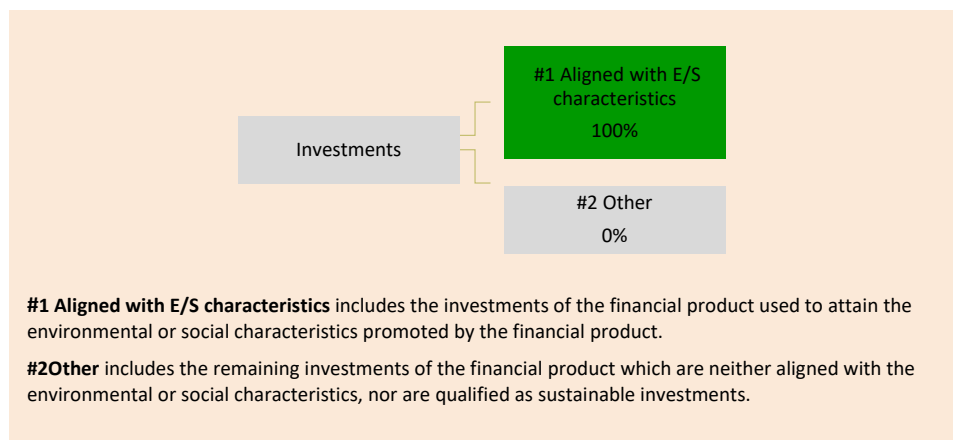 #1 Aligned with E/S
characteristics
100%
Investments
#2 Other
0%
#1 Aligned with E/S characteristics includes the investments of the financial product used to attain the
environmental or social characteristics promoted by the financial product.
#2Other includes the remaining investments of the financial product which are neither aligned with the
environmental or social characteristics, nor are qualified as sustainable investments.